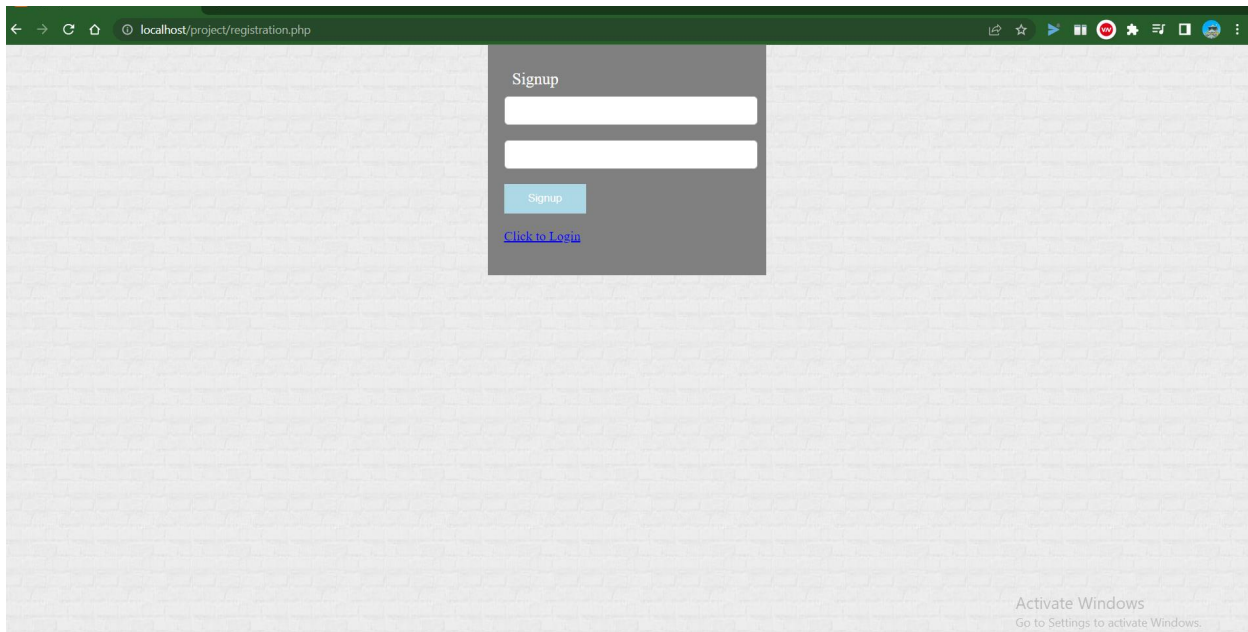 localhost/project/registration.php
Signup
Signup
Click to Login
Activate Windows
Go to Settings to activate Windows.